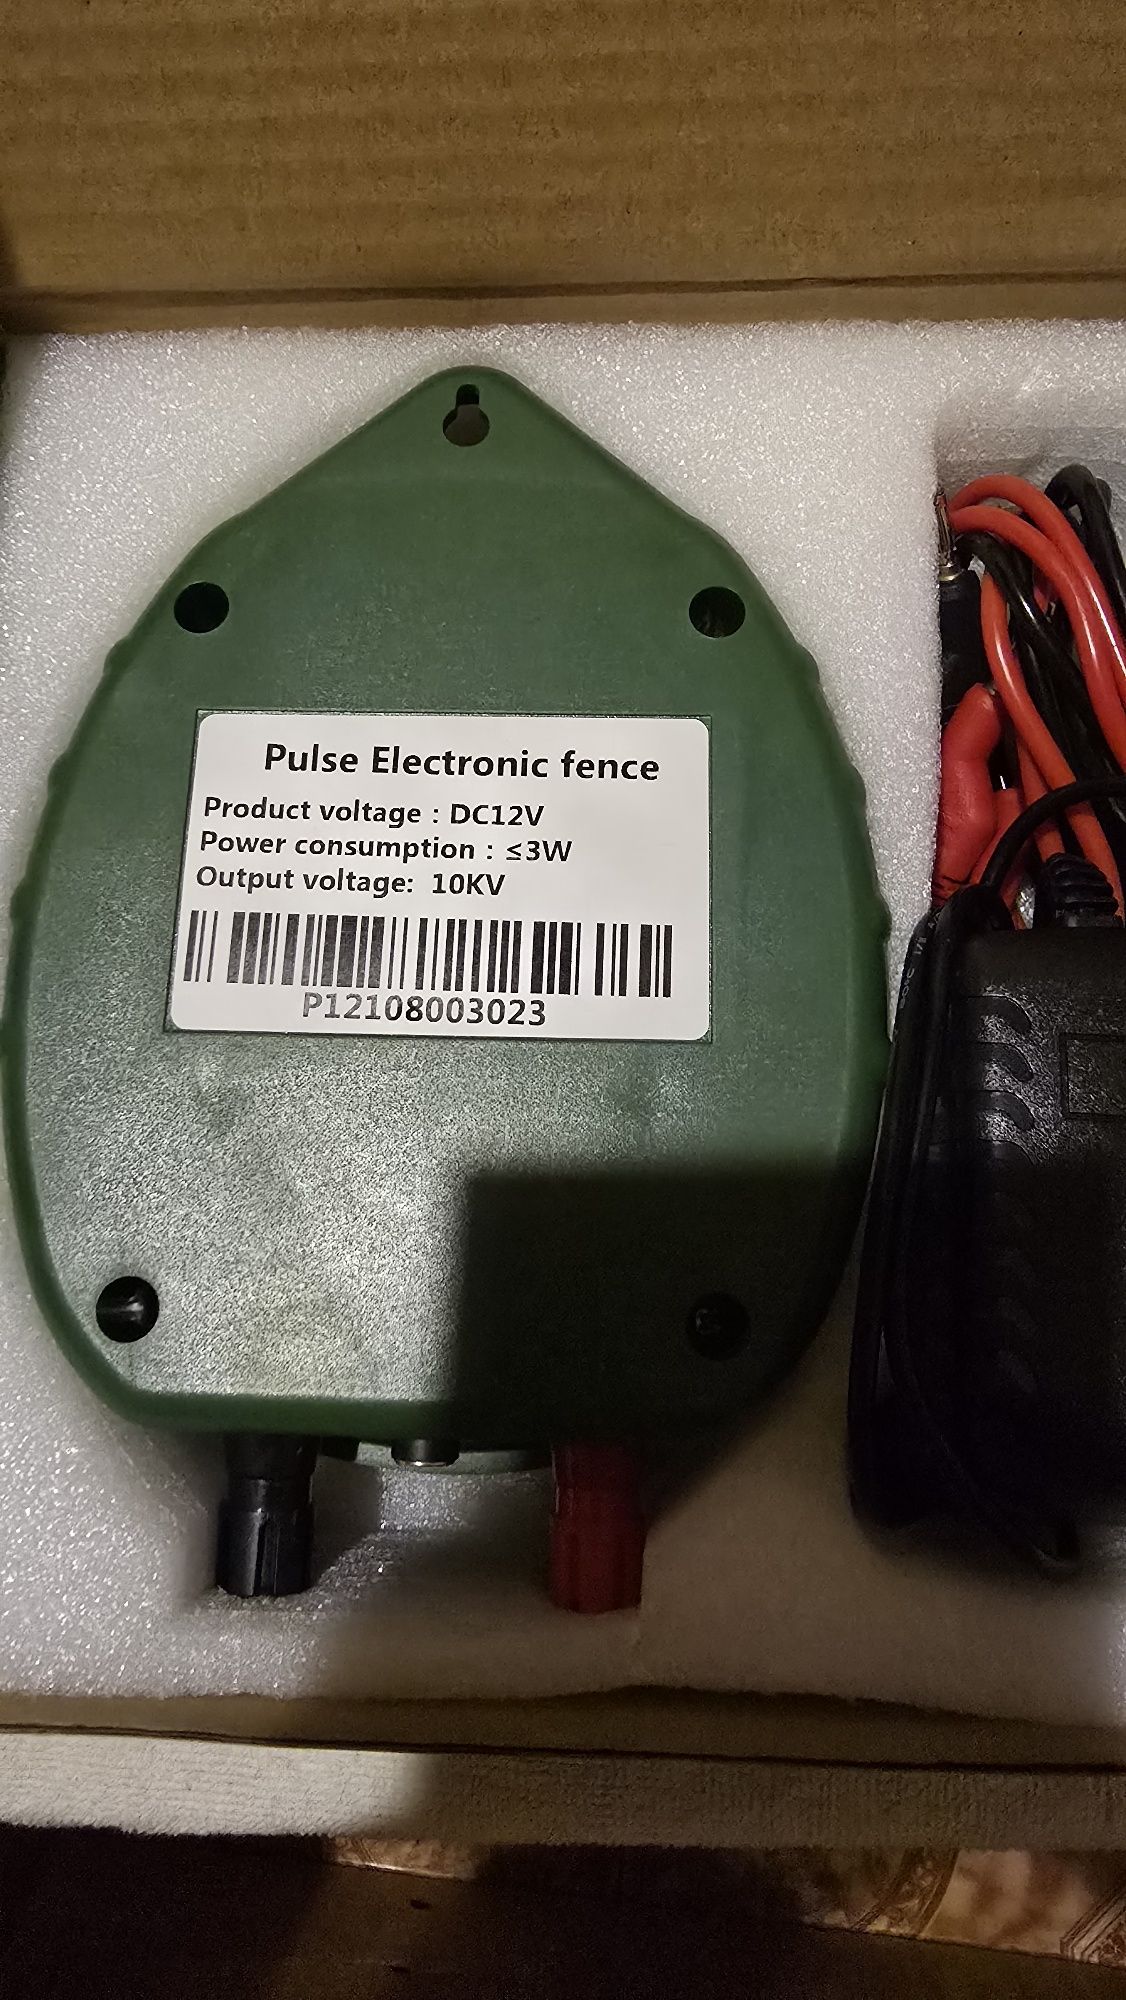 Pulse Electronic fence
Product voltage : DC12V
Power consumption : ≤3W
Output voltage: 10KV
P12108003023